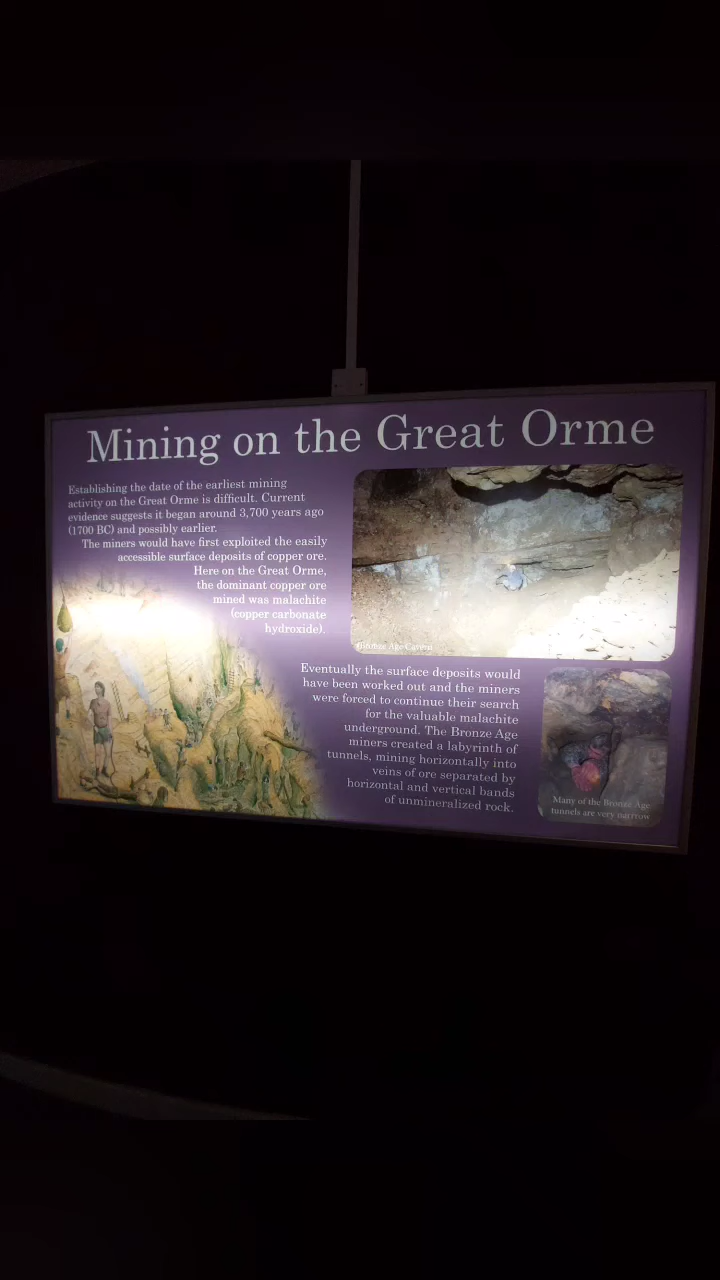 Mining on the Great Orme
Establishing the date of the earliest mining
activity on the Great Orme is difficult. Current
evidence suggests it began around 3,700 years ago
(1700 BC) and possibly earlier.
The miners would have first exploited the easily
accessible surface deposits of copper ore.
Here on the Great Orme,
the dominant copper ore
mined was malachite
(copper carbonate
hydroxide).
Bronze Age Cavern
Eventually the surface deposits would
have been worked out and the miners
were forced to continue their search
for the valuable malachite
underground. The Bronze Age
miners created a labyrinth of
tunnels, mining horizontally into
veins of ore separated by
horizontal and vertical bands
of unmineralized rock.
Many of the Bronze Age
tunnels are very narrow